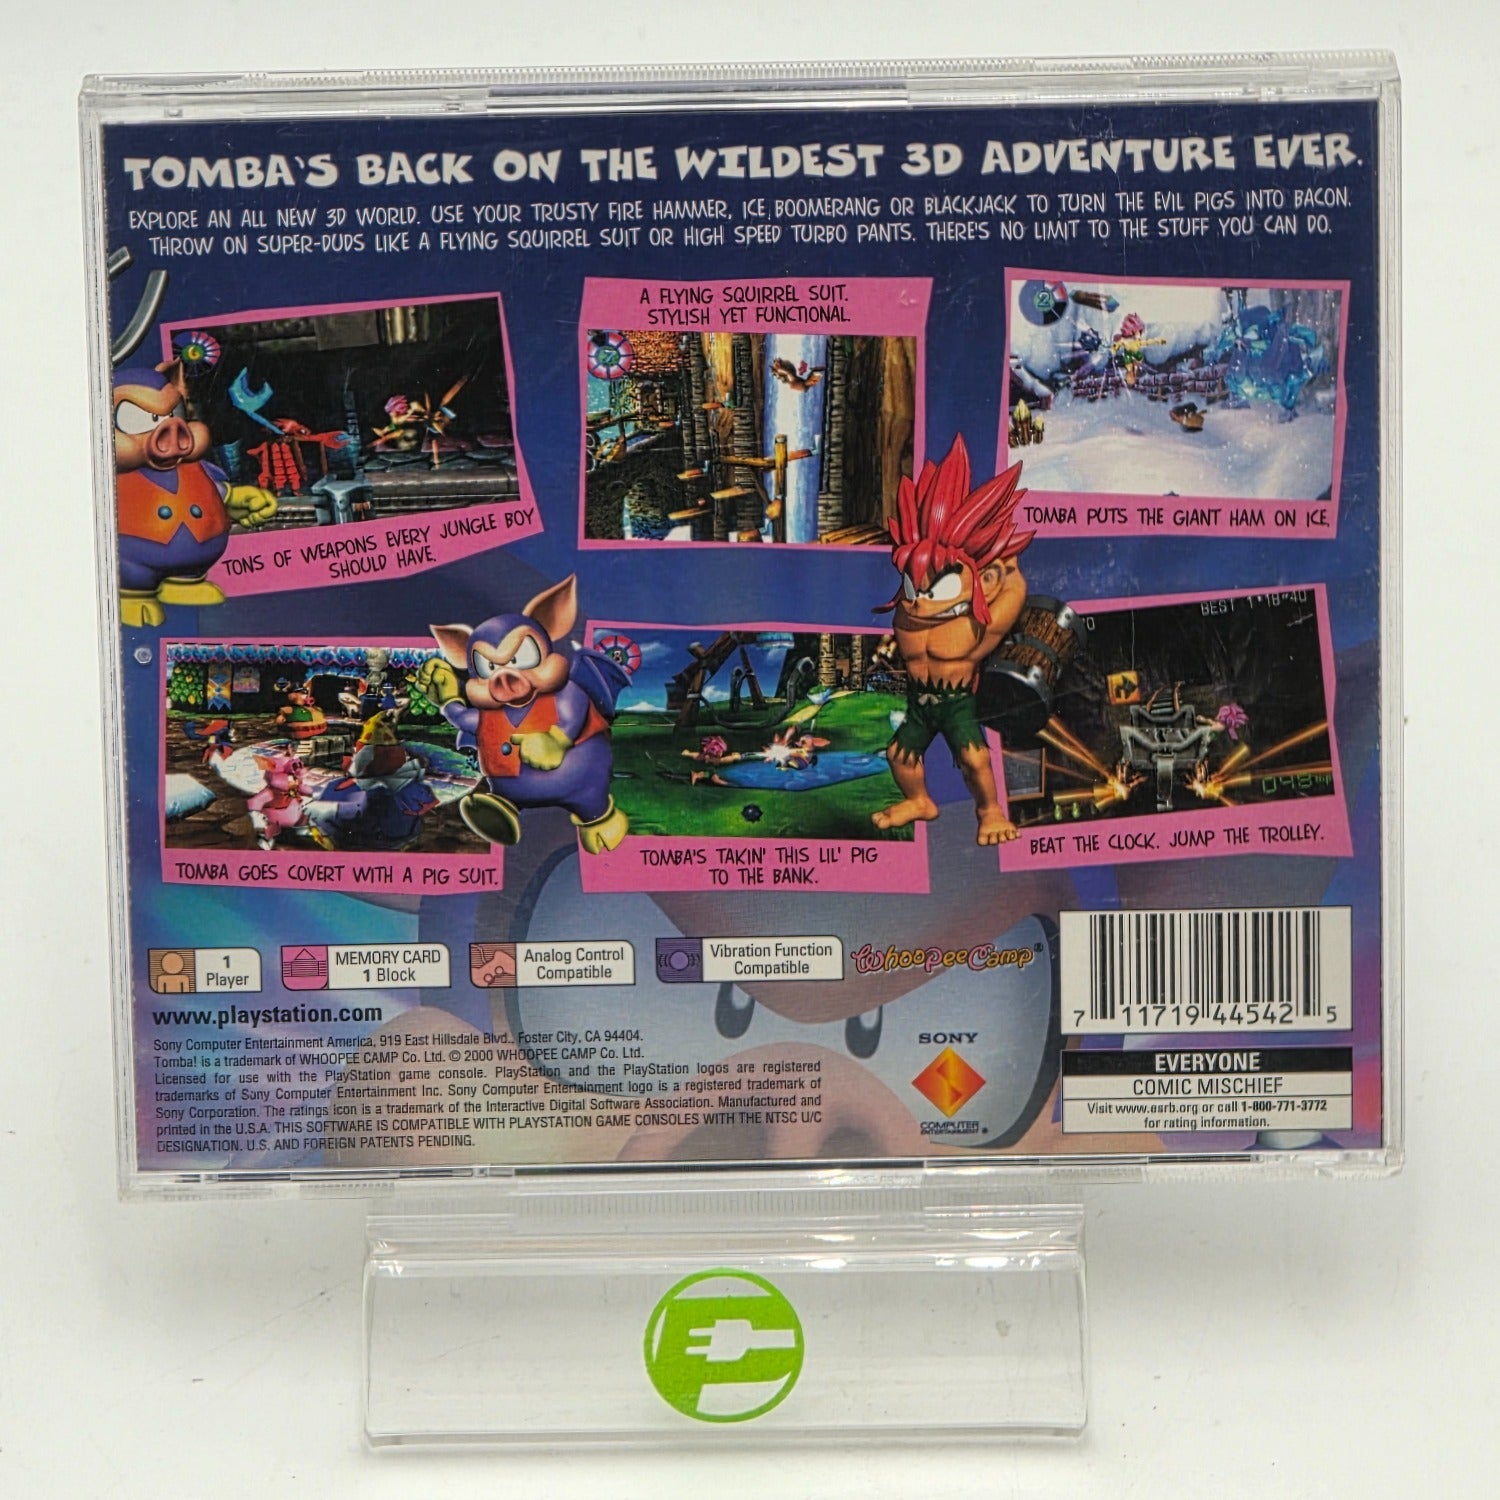 TOMBA'S BACK ON THE WILDEST 3D ADVENTURE EVER.
EXPLORE AN ALL NEW 3D WORLD. USE YOUR TRUSTY FIRE HAMMER, ICE BOOMERANG OR BLACKJACK TO TURN THE EVIL PIGS INTO BACON.
THROW ON SUPER-DUDS LIKE A FLYING SQUIRREL SUIT OR HIGH SPEED TURBO PANTS. THERE'S NO LIMIT TO THE STUFF YOU CAN DO.
6
TONS OF WEAPONS EVERY JUNGLE BOY
SHOULD HAVE.
A FLYING SQUIRREL SUIT.
STYLISH YET FUNCTIONAL.
7
2
TOMBA PUTS THE GIANT HAM ON ICE.
TOMBA GOES COVERT WITH A PIG SUIT.
8
TOMBA'S TAKIN' THIS LIL' PIG
TO THE BANK.
BEST 1'18"40
048
BEAT THE CLOCK. JUMP THE TROLLEY.
1
Player
MEMORY CARD
1 Block
Analog Control
Compatible
Vibration Function
Compatible
Whoopee Camp®
www.playstation.com
Sony Computer Entertainment America, 919 East Hillsdale Blvd., Foster City, CA 94404.
Tomba! is a trademark of WHOOPEE CAMP Co. Ltd. © 2000 WHOOPEE CAMP Co. Ltd.
Licensed for use with the PlayStation game console. PlayStation and the PlayStation logos are registered
trademarks of Sony Computer Entertainment Inc. Sony Computer Entertainment logo is a registered trademark of
Sony Corporation. The ratings icon is a trademark of the Interactive Digital Software Association. Manufactured and
printed in the U.S.A. THIS SOFTWARE IS COMPATIBLE WITH PLAYSTATION GAME CONSOLES WITH THE NTSC U/C
DESIGNATION. U.S. AND FOREIGN PATENTS PENDING.
SONY
COMPUTER
ENTERTAINMENT®
7 11719 44542 5
EVERYONE
COMIC MISCHIEF
Visit www.esrb.org or call 1-800-771-3772
for rating information.